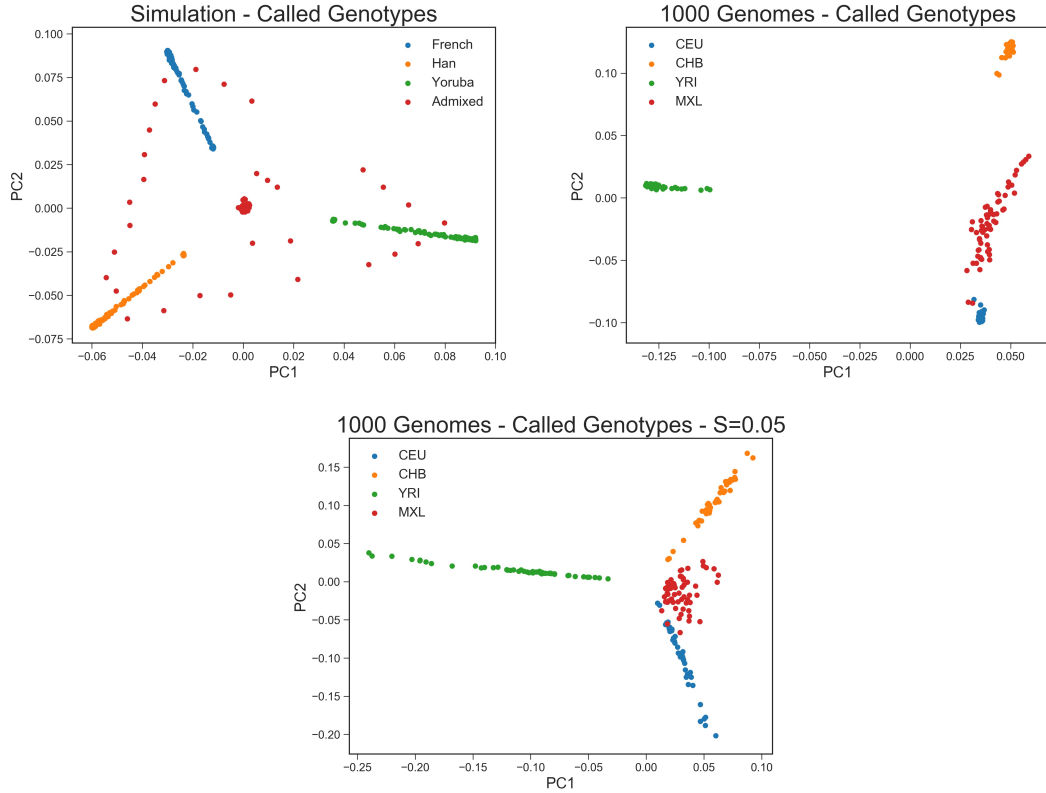 Simulation - Called Genotypes
0.100
0.075
0.050
0.025
0.000
−0.025
−0.050
−0.075
PC2
French
Han
Yoruba
Admixed
−0.06 −0.04 −0.02 0.00 0.02 0.04 0.06 0.08 0.10
PC1
1000 Genomes - Called Genotypes
0.10
0.05
0.00
−0.05
−0.10
PC2
CEU
CHB
YRI
MXL
−0.125 −0.100 −0.075 −0.050 −0.025 0.000 0.025 0.050
PC1
1000 Genomes - Called Genotypes - S=0.05
0.15
0.10
0.05
0.00
−0.05
−0.10
−0.15
−0.20
PC2
CEU
CHB
YRI
MXL
−0.25 −0.20 −0.15 −0.10 −0.05 0.00 0.05 0.10
PC1